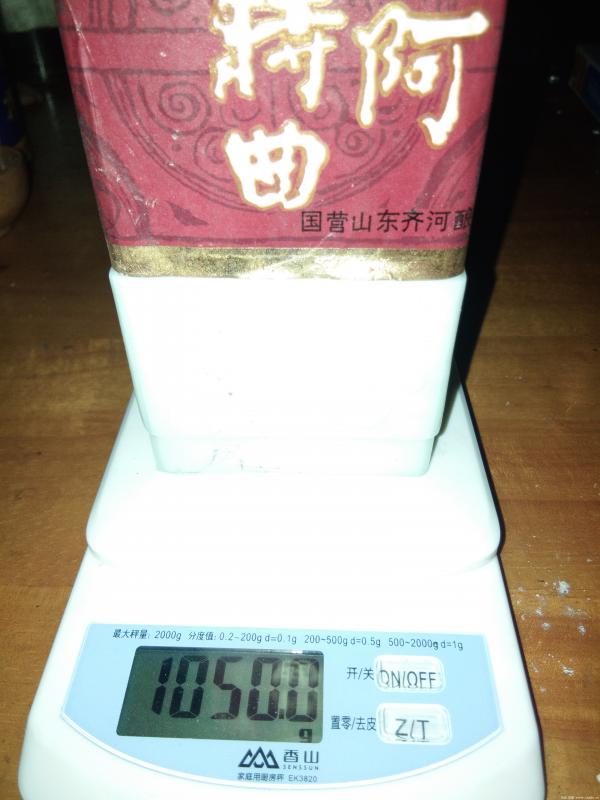 阿
特
曲
国营山东齐河酿
最大秤量: 2000g 分度值: 0.2~200g d=0.1g 200~500g d=0.5g 500~2000g d=1g
1050.0
g
开/关 ON/OFF
置零/去皮 Z/T
香山
SENSSUN
家庭用厨房秤 EK3820